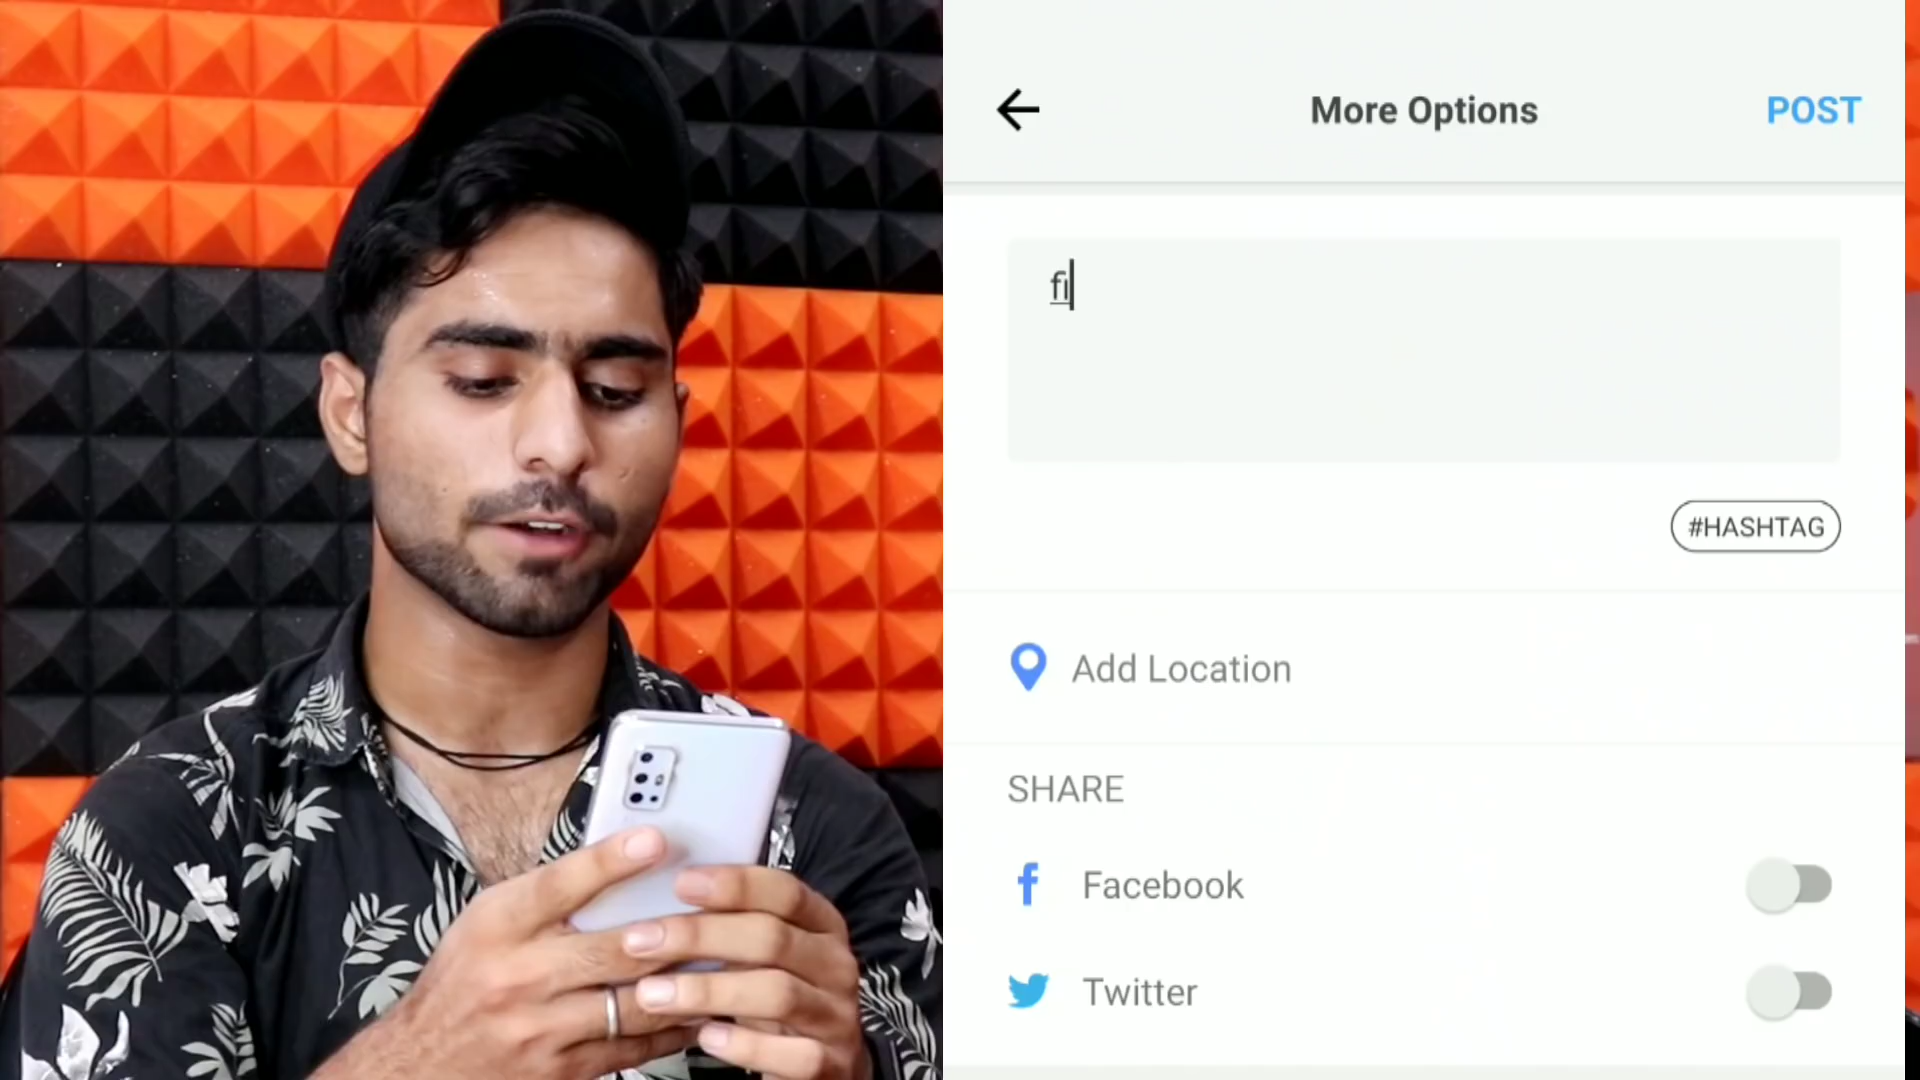 More Options
POST
fi
#HASHTAG
Add Location
SHARE
Facebook
Twitter